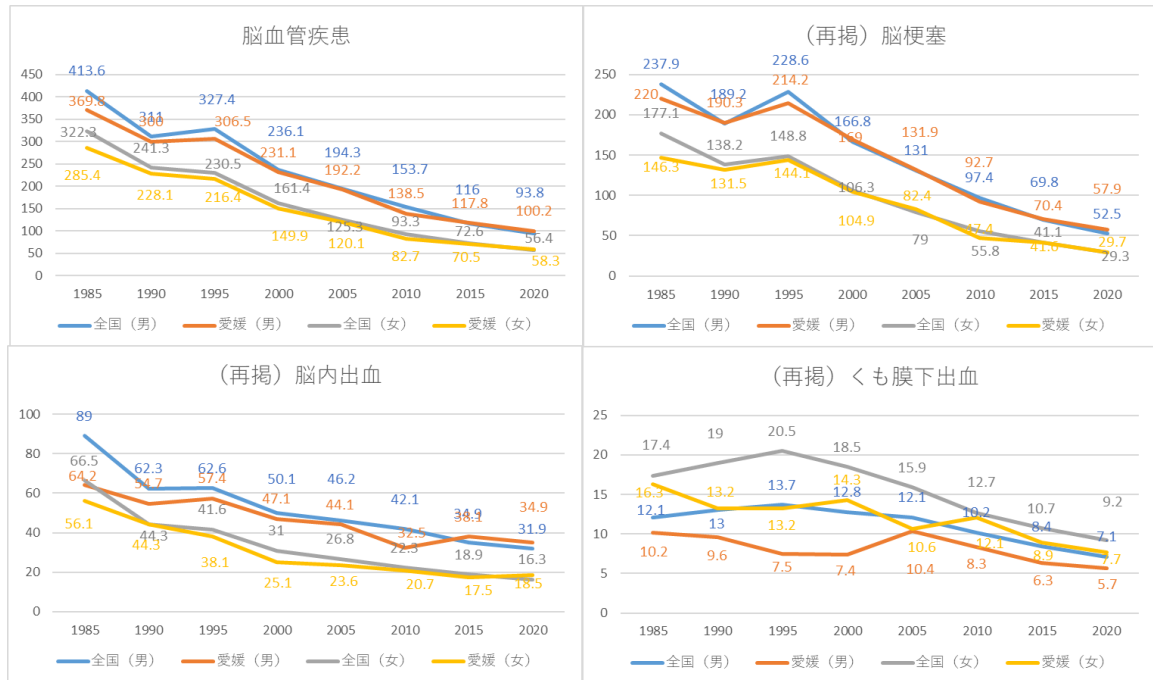 脳血管疾患
450
400
350
300
250
200
150
100
50
0
413.6 311 327.4 236.1 194.3 153.7 116 93.8
369.8 300 306.5 231.1 192.2 138.5 117.8 100.2
322.3 241.3 230.5 161.4 125.3 93.3 72.6 56.4
285.4 228.1 216.4 149.9 120.1 82.7 70.5 58.3
1985 1990 1995 2000 2005 2010 2015 2020
全国（男） 愛媛（男） 全国（女） 愛媛（女）
（再掲）脳梗塞
250
200
150
100
50
0
237.9 189.2 228.6 166.8 131 97.4 69.8 52.5
220 190.3 214.2 169 131.9 92.7 70.4 57.9
177.1 138.2 148.8 106.3 79 55.8 41.1 29.3
146.3 131.5 144.1 104.9 82.4 47.4 41.6 29.7
1985 1990 1995 2000 2005 2010 2015 2020
全国（男） 愛媛（男） 全国（女） 愛媛（女）
（再掲）脳内出血
100
80
60
40
20
0
89 62.3 62.6 50.1 46.2 42.1 34.9 31.9
64.2 54.7 57.4 47.1 44.1 32.5 38.1 34.9
66.5 44.3 41.6 31 26.8 22.3 18.9 16.3
56.1 44.3 38.1 25.1 23.6 20.7 17.5 18.5
1985 1990 1995 2000 2005 2010 2015 2020
全国（男） 愛媛（男） 全国（女） 愛媛（女）
（再掲）くも膜下出血
25
20
15
10
5
0
17.4 19 20.5 18.5 15.9 12.7 10.7 9.2
16.3 13.2 13.2 14.3 10.6 12.1 8.9 7.7
12.1 13 13.7 12.8 12.1 10.2 8.4 7.1
10.2 9.6 7.5 7.4 10.4 8.3 6.3 5.7
1985 1990 1995 2000 2005 2010 2015 2020
全国（男） 愛媛（男） 全国（女） 愛媛（女）